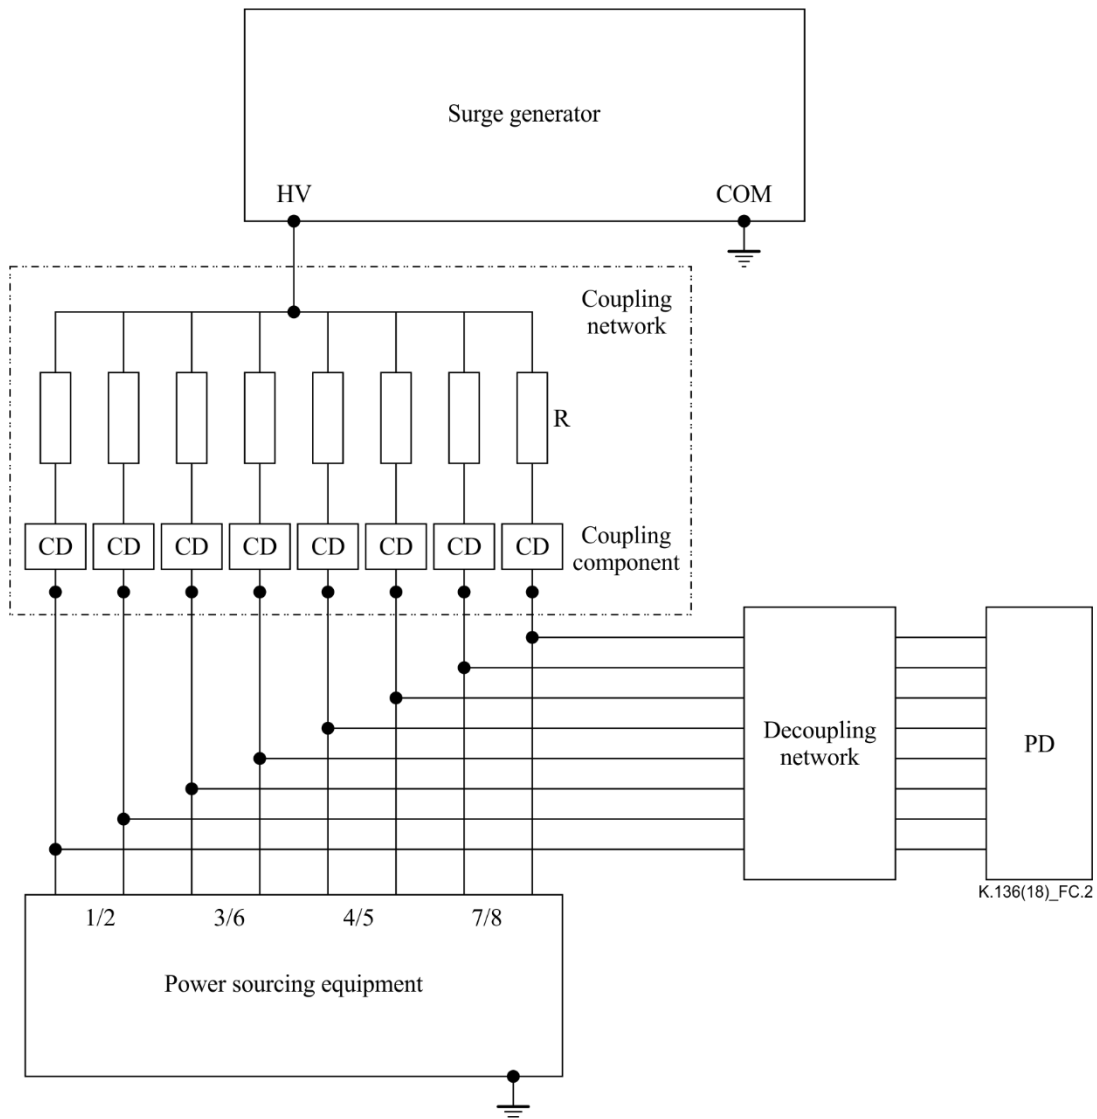 Surge generator
HV
COM
Coupling
network
R
CD
CD
CD
CD
CD
CD
CD
CD
Coupling
component
Decoupling
network
PD
K.136(18)_FC.2
1/2
3/6
4/5
7/8
Power sourcing equipment